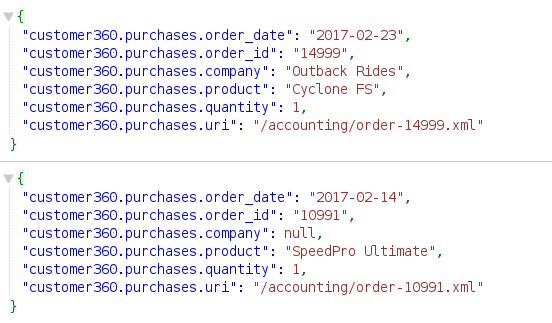 {
"customer360.purchases.order_date": "2017-02-23",
"customer360.purchases.order_id": "14999",
"customer360.purchases.company": "Outback Rides",
"customer360.purchases.product": "Cyclone FS",
"customer360.purchases.quantity": 1,
"customer360.purchases.uri": "/accounting/order-14999.xml"
}
{
"customer360.purchases.order_date": "2017-02-14",
"customer360.purchases.order_id": "10991",
"customer360.purchases.company": null,
"customer360.purchases.product": "SpeedPro Ultimate",
"customer360.purchases.quantity": 1,
"customer360.purchases.uri": "/accounting/order-10991.xml"
}